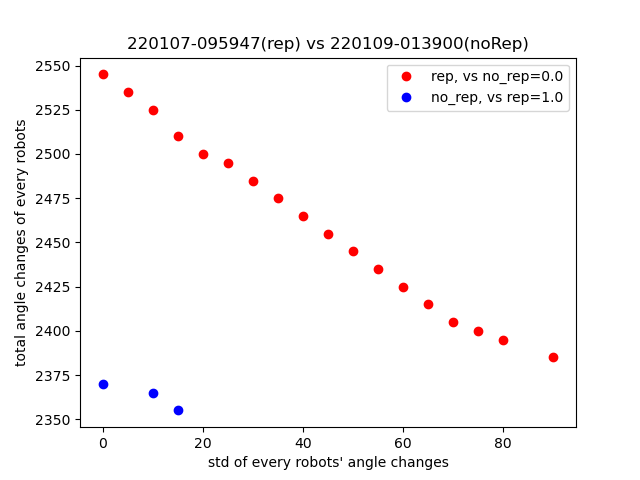 220107-095947(rep) vs 220109-013900(noRep)
rep, vs no_rep=0.0
no_rep, vs rep=1.0
total angle changes of every robots
2550
2525
2500
2475
2450
2425
2400
2375
2350
0 20 40 60 80
std of every robots' angle changes